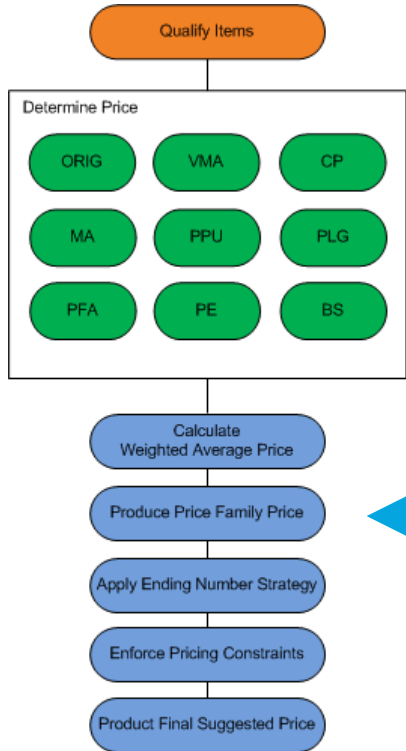 Qualify Items
Determine Price
ORIG VMA CP
MA PPU PLG
PFA PE BS
Calculate
Weighted Average Price
Produce Price Family Price
Apply Ending Number Strategy
Enforce Pricing Constraints
Product Final Suggested Price